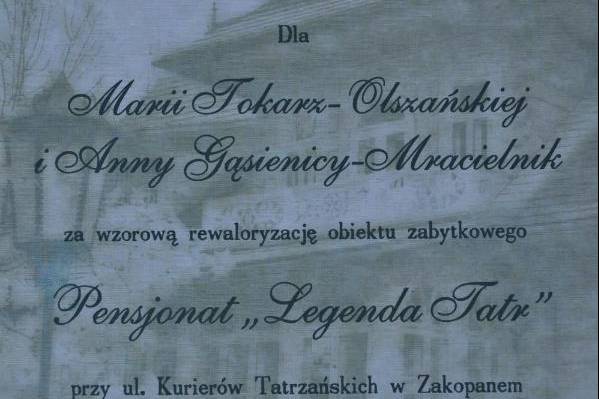 Dla
Marii Tokarz-Olszańskiej
i Anny Gąsienicy-Mracielnik
za wzorową rewaloryzację obiektu zabytkowego
Pensjonat „Legenda Tatr”
przy ul. Kurierów Tatrzańskich w Zakopanem